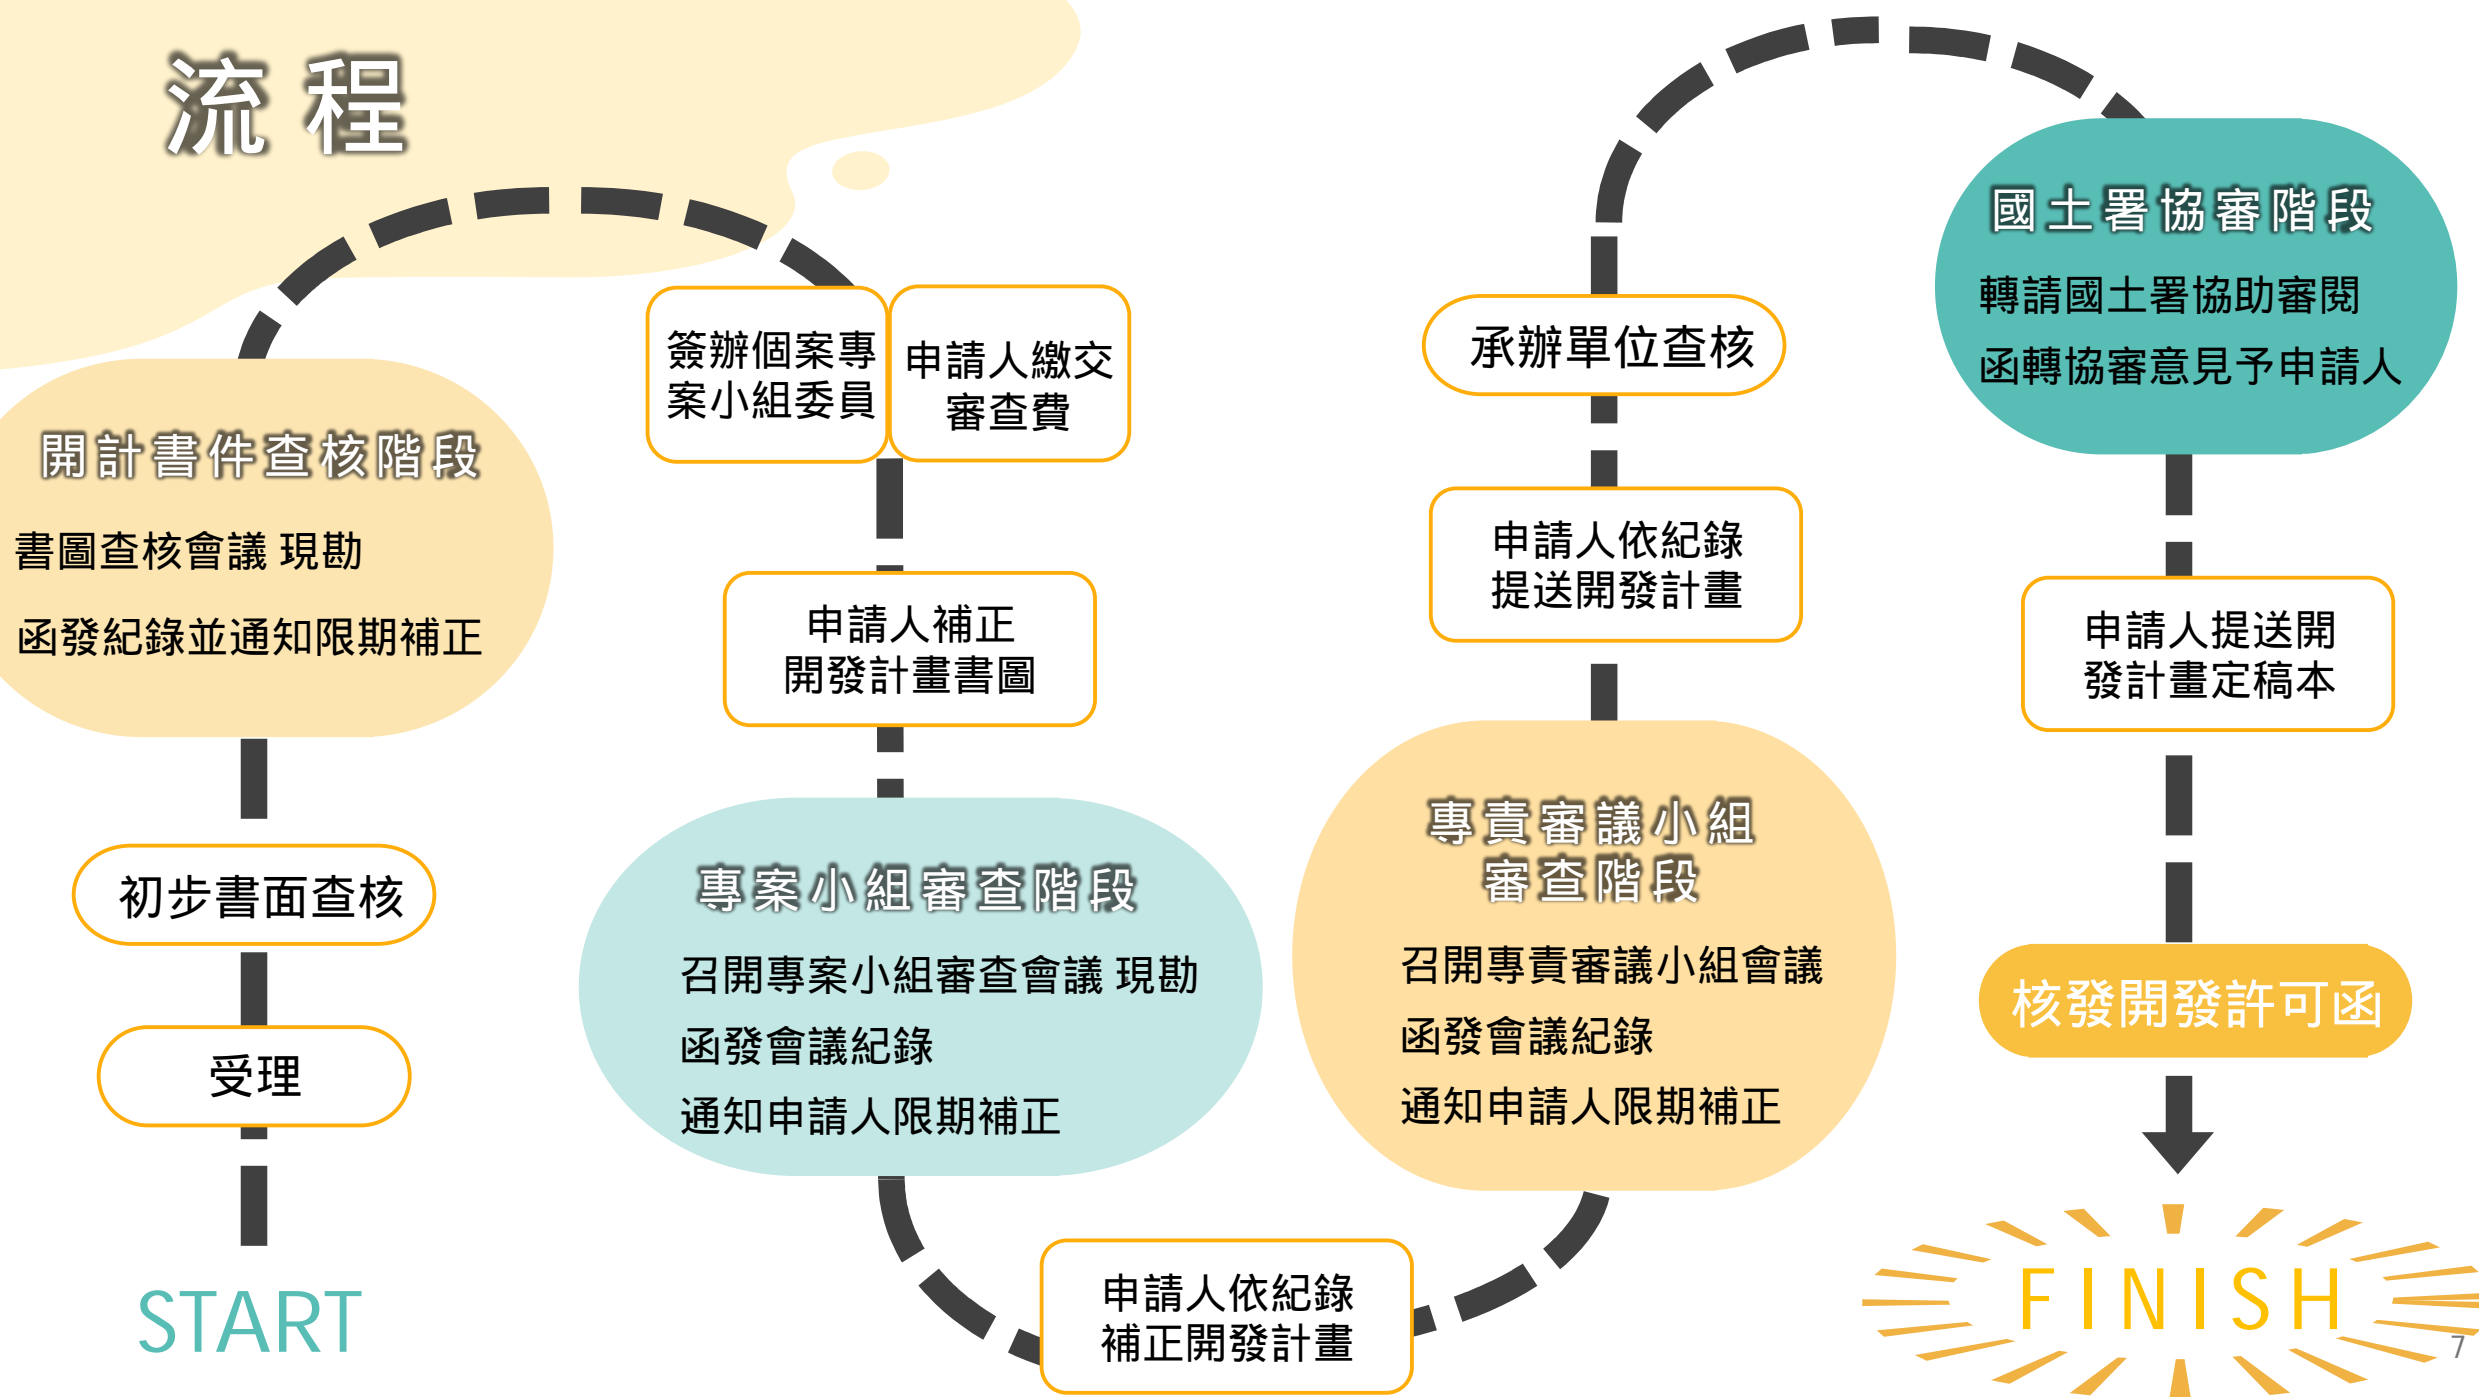 流程
START
受理
初步書面查核
開計書件查核階段
書圖查核會議 現勘
函發紀錄並通知限期補正
簽辦個案專
案小組委員
申請人繳交
審查費
申請人補正
開發計畫書圖
專案小組審查階段
召開專案小組審查會議 現勘
函發會議紀錄
通知申請人限期補正
申請人依紀錄
補正開發計畫
專責審議小組
審查階段
召開專責審議小組會議
函發會議紀錄
通知申請人限期補正
申請人依紀錄
提送開發計畫
承辦單位查核
國土署協審階段
轉請國土署協助審閱
函轉協審意見予申請人
申請人提送開
發計畫定稿本
核發開發許可函
FINISH
7